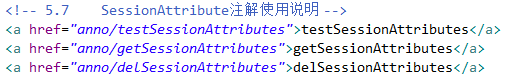 <!-- 5.7    SessionAttribute注解使用说明 -->
<a href="anno/testSessionAttributes">testSessionAttributes</a>
<a href="anno/getSessionAttributes">getSessionAttributes</a>
<a href="anno/delSessionAttributes">delSessionAttributes</a>